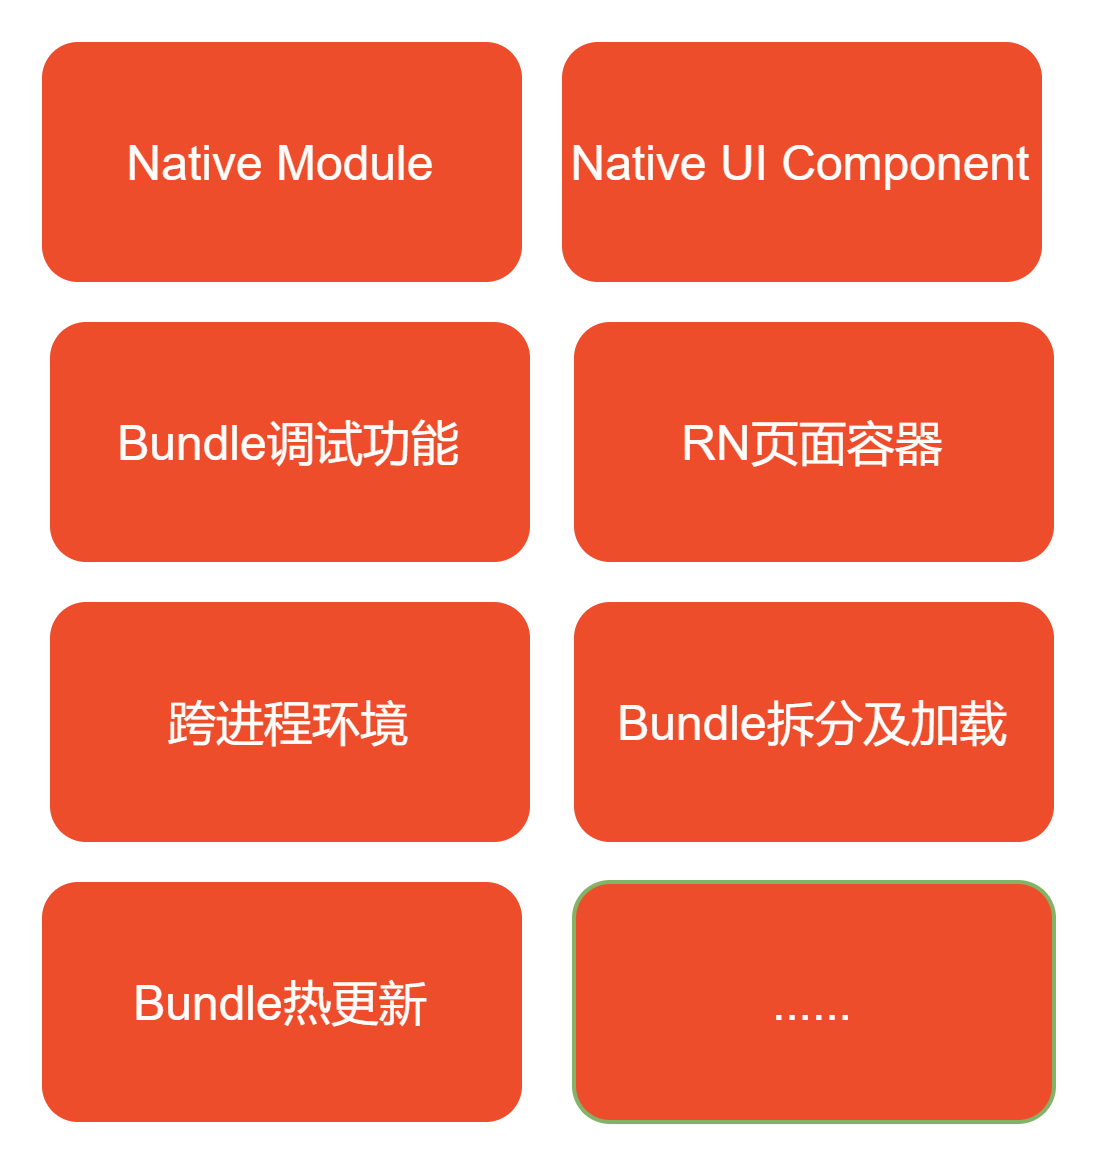 Native Module
Native UI Component
Bundle调试功能
RN页面容器
跨进程环境
Bundle拆分及加载
Bundle热更新
......